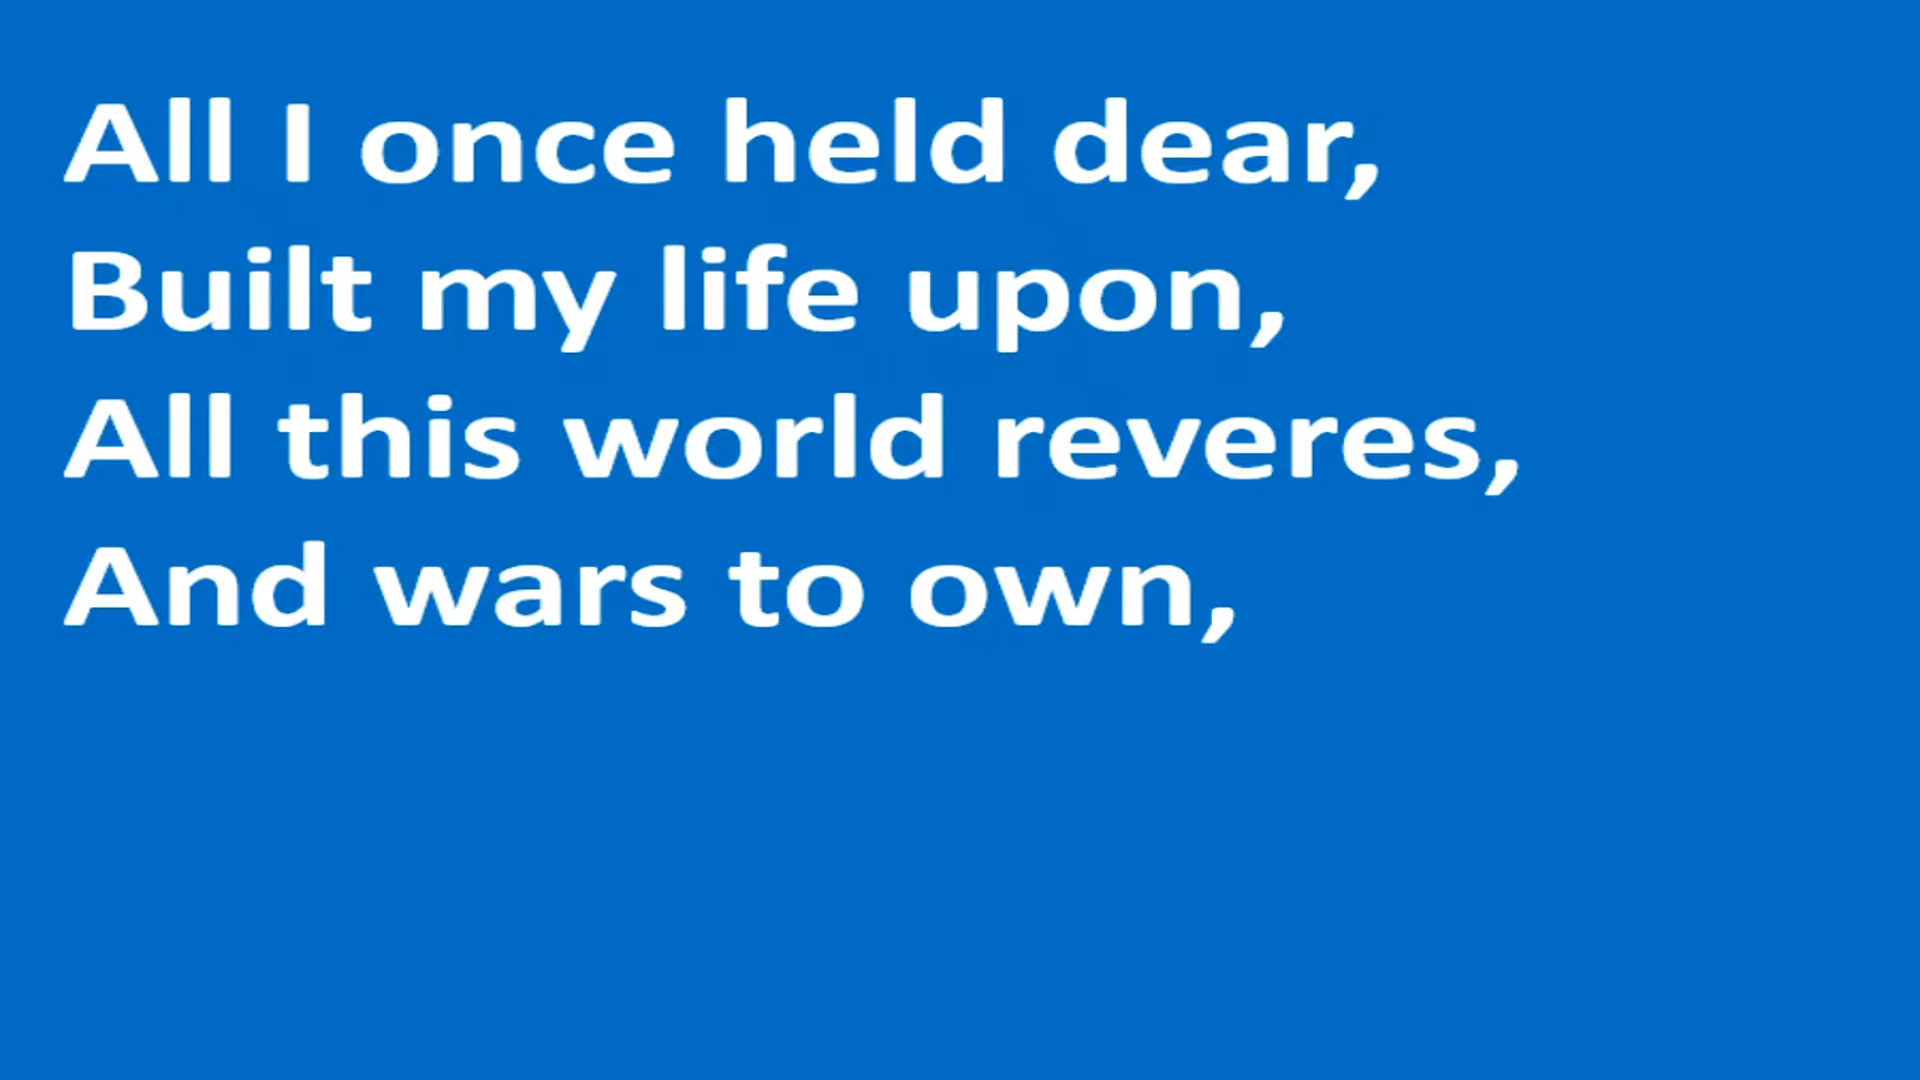 All I once held dear,
Built my life upon,
All this world reveres,
And wars to own,